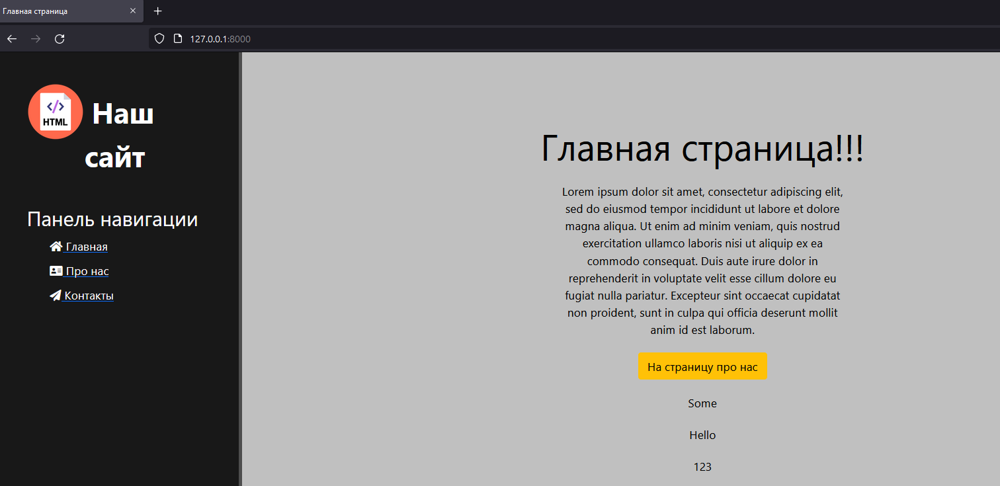 Главная страница
127.0.0.1:8000
HTML
Наш
сайт
Панель навигации
Главная
Про нас
Контакты
Главная страница!!!
Lorem ipsum dolor sit amet, consectetur adipiscing elit,
sed do eiusmod tempor incididunt ut labore et dolore
magna aliqua. Ut enim ad minim veniam, quis nostrud
exercitation ullamco laboris nisi ut aliquip ex ea
commodo consequat. Duis aute irure dolor in
reprehenderit in voluptate velit esse cillum dolore eu
fugiat nulla pariatur. Excepteur sint occaecat cupidatat
non proident, sunt in culpa qui officia deserunt mollit
anim id est laborum.
На страницу про нас
Some
Hello
123